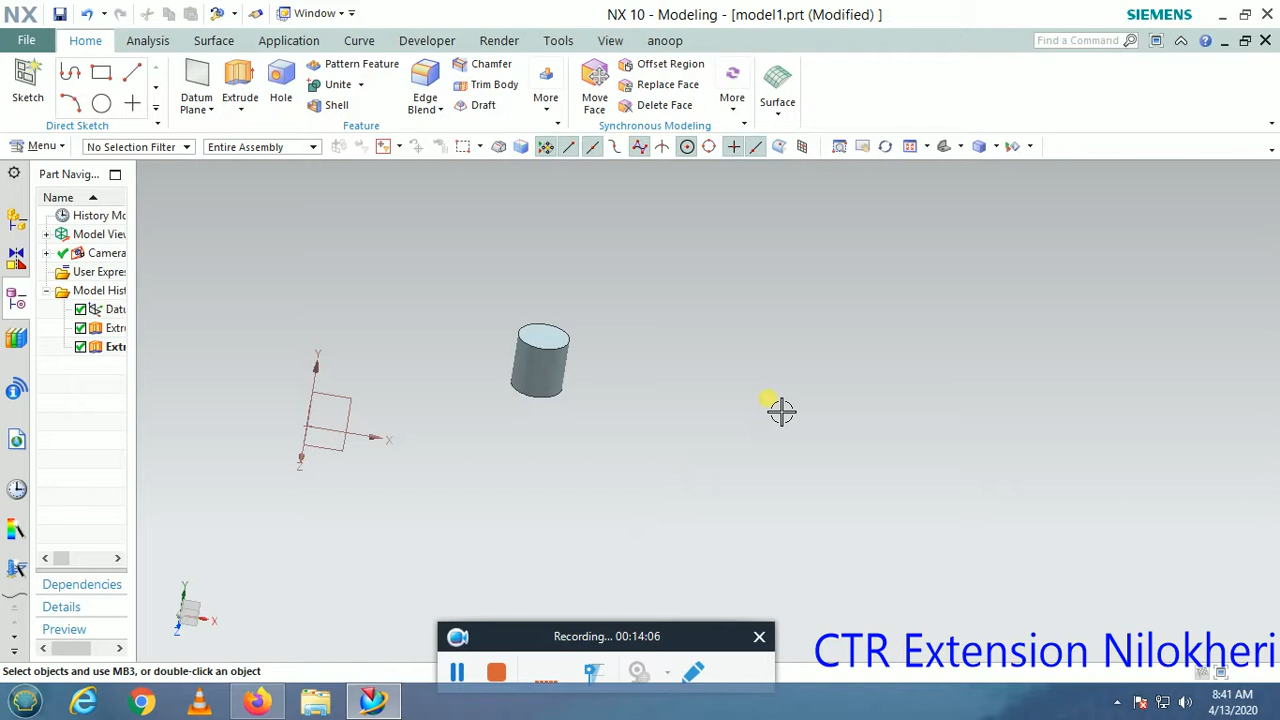 NX
Window
NX 10 - Modeling - [model1.prt (Modified) ]
SIEMENS
File
Home
Analysis
Surface
Application
Curve
Developer
Render
Tools
View
anoop
Find a Command
Sketch
Direct Sketch
Datum
Plane
Extrude
Hole
Pattern Feature
Unite
Shell
Edge
Blend
Chamfer
Trim Body
Draft
More
Feature
Move
Face
Offset Region
Replace Face
Delete Face
More
Synchronous Modeling
Surface
Menu
No Selection Filter
Entire Assembly
Part Navig...
Name
History Mo
Model View
Camera
User Expre
Model Hist
Datu
Extru
Extr
Dependencies
Details
Preview
Y
X
Z
Y
X
Z
Recording... 00:14:06
CTR Extension Nilokheri
Select objects and use MB3, or double-click an object
8:41 AM
4/13/2020